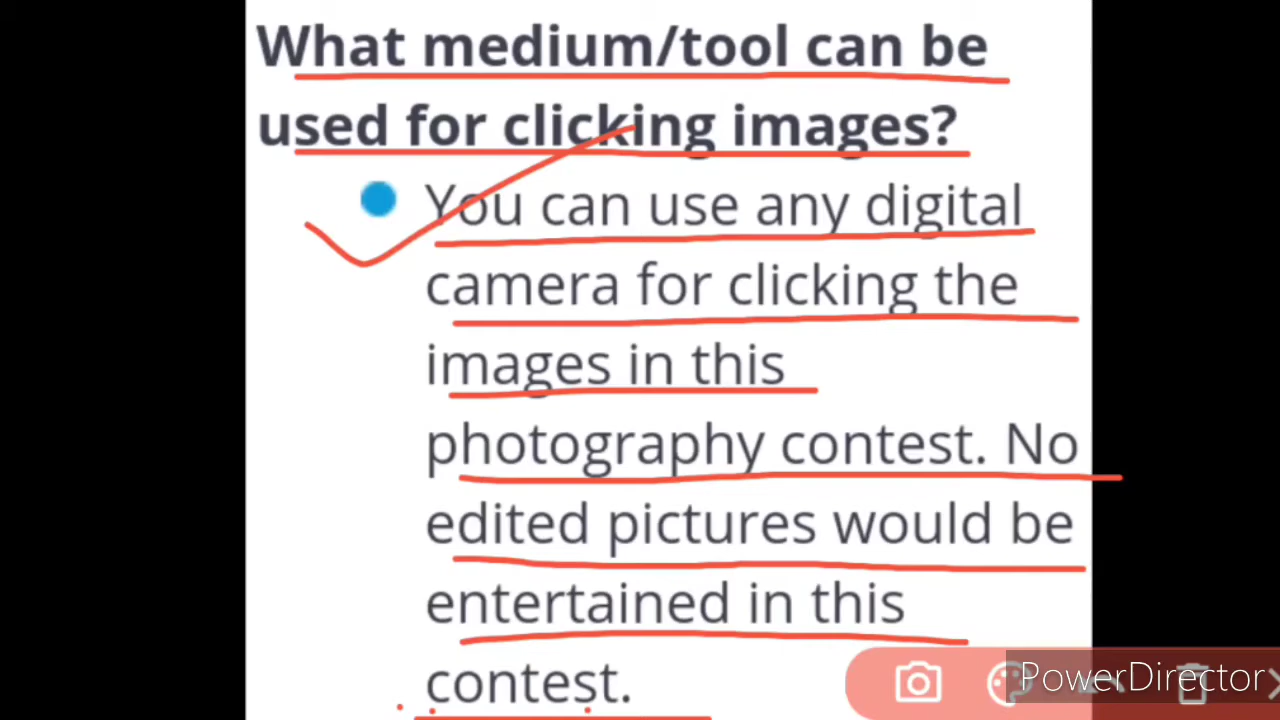 What medium/tool can be
used for clicking images?
You can use any digital
camera for clicking the
images in this
photography contest. No
edited pictures would be
entertained in this
contest.
PowerDirector